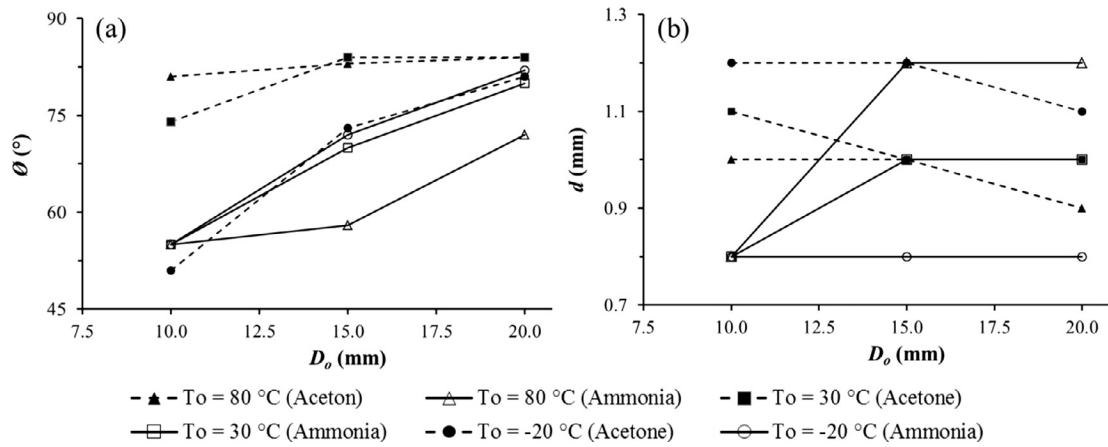 (a)
90
75
60
45
Ø (°)
7.5 10.0 12.5 15.0 17.5 20.0
Do (mm)
(b)
1.3
1.1
0.9
0.7
d (mm)
7.5 10.0 12.5 15.0 17.5 20.0
Do (mm)
To = 80 °C (Aceton) To = 80 °C (Ammonia) To = 30 °C (Acetone)
To = 30 °C (Ammonia) To = -20 °C (Acetone) To = -20 °C (Ammonia)